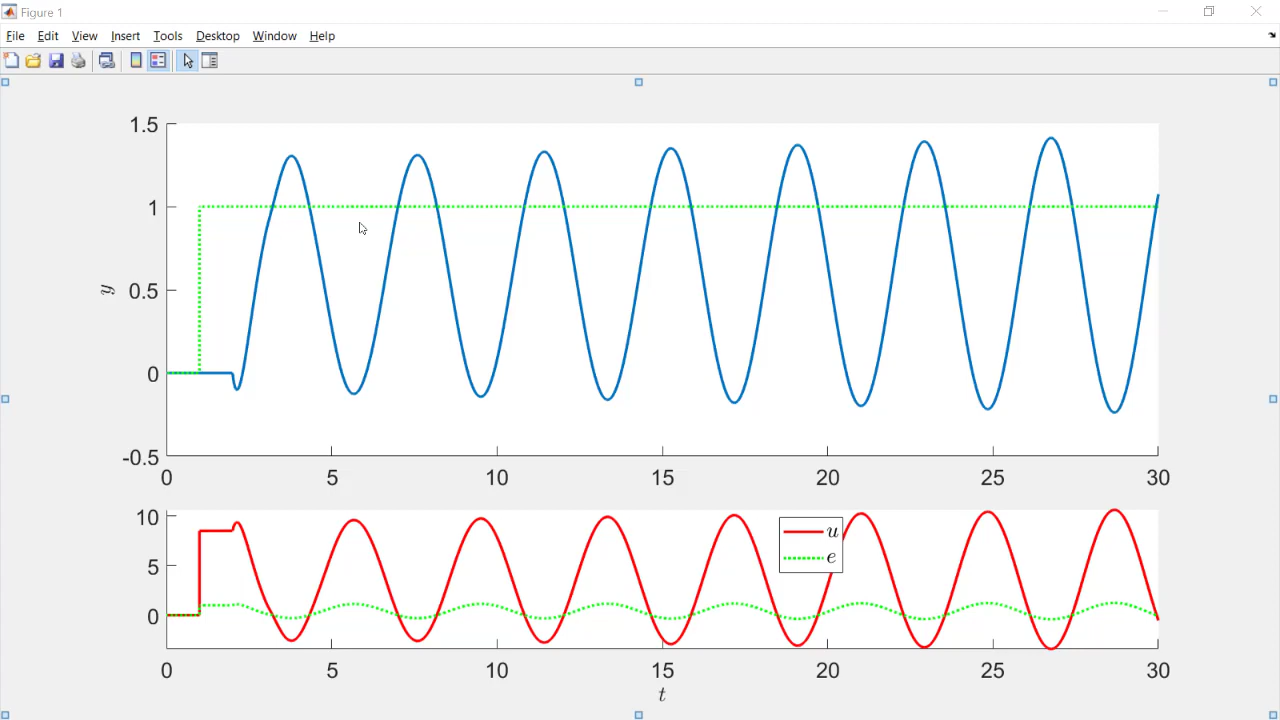 Figure 1
File Edit View Insert Tools Desktop Window Help
1.5
1
0.5
0
-0.5
y
0 5 10 15 20 25 30
10
5
0
u
e
0 5 10 15 20 25 30
t